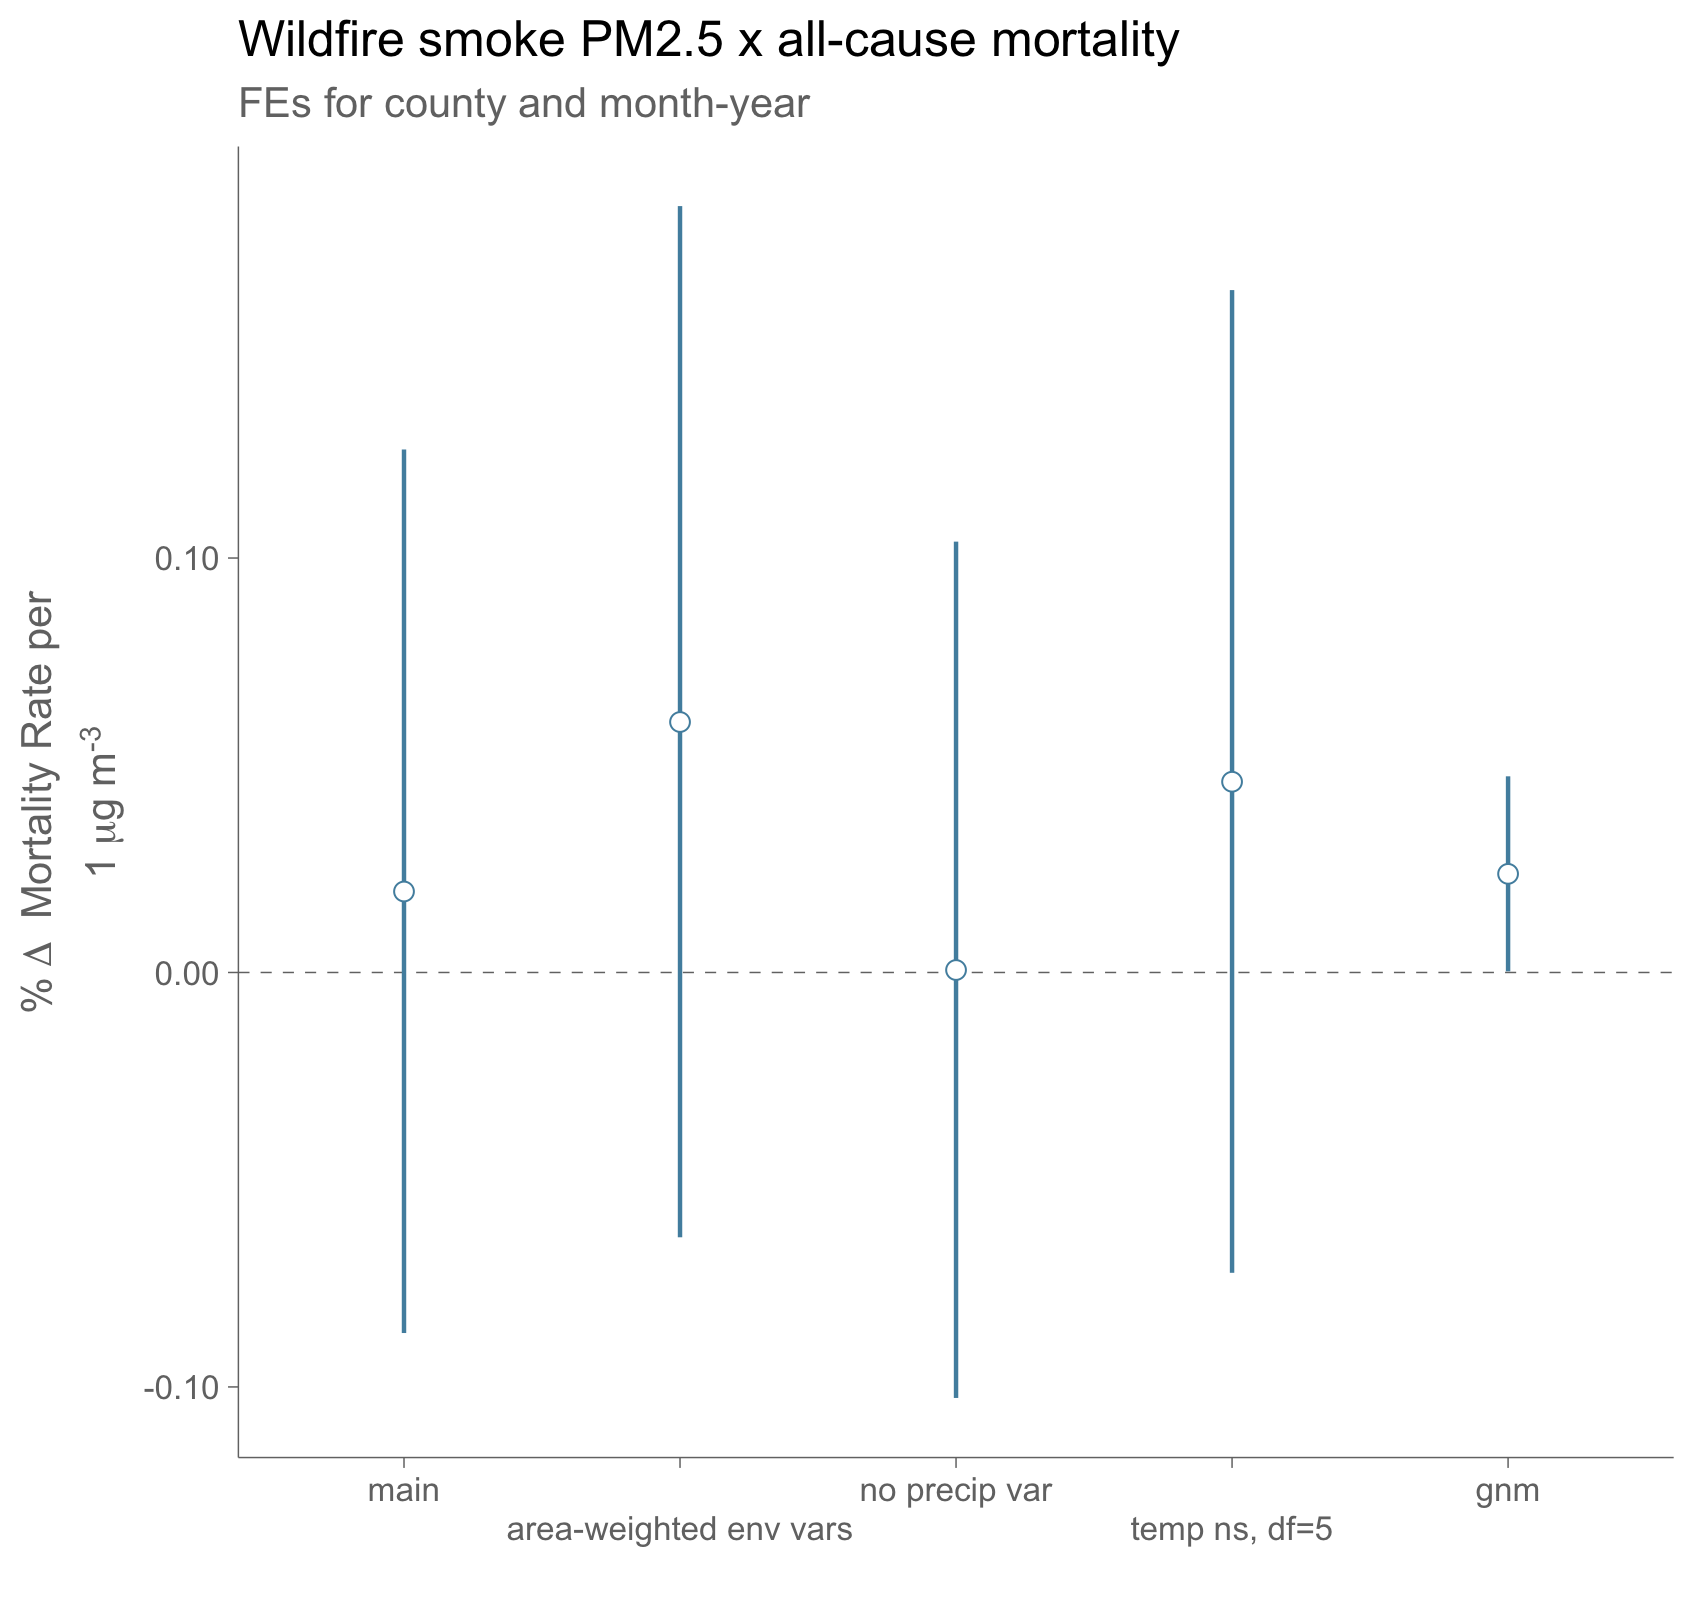 Wildfire smoke PM2.5 x all-cause mortality
FEs for county and month-year
% Δ Mortality Rate per
1 μg m-3
0.10
0.00
-0.10
main
area-weighted env vars
no precip var
temp ns, df=5
gnm